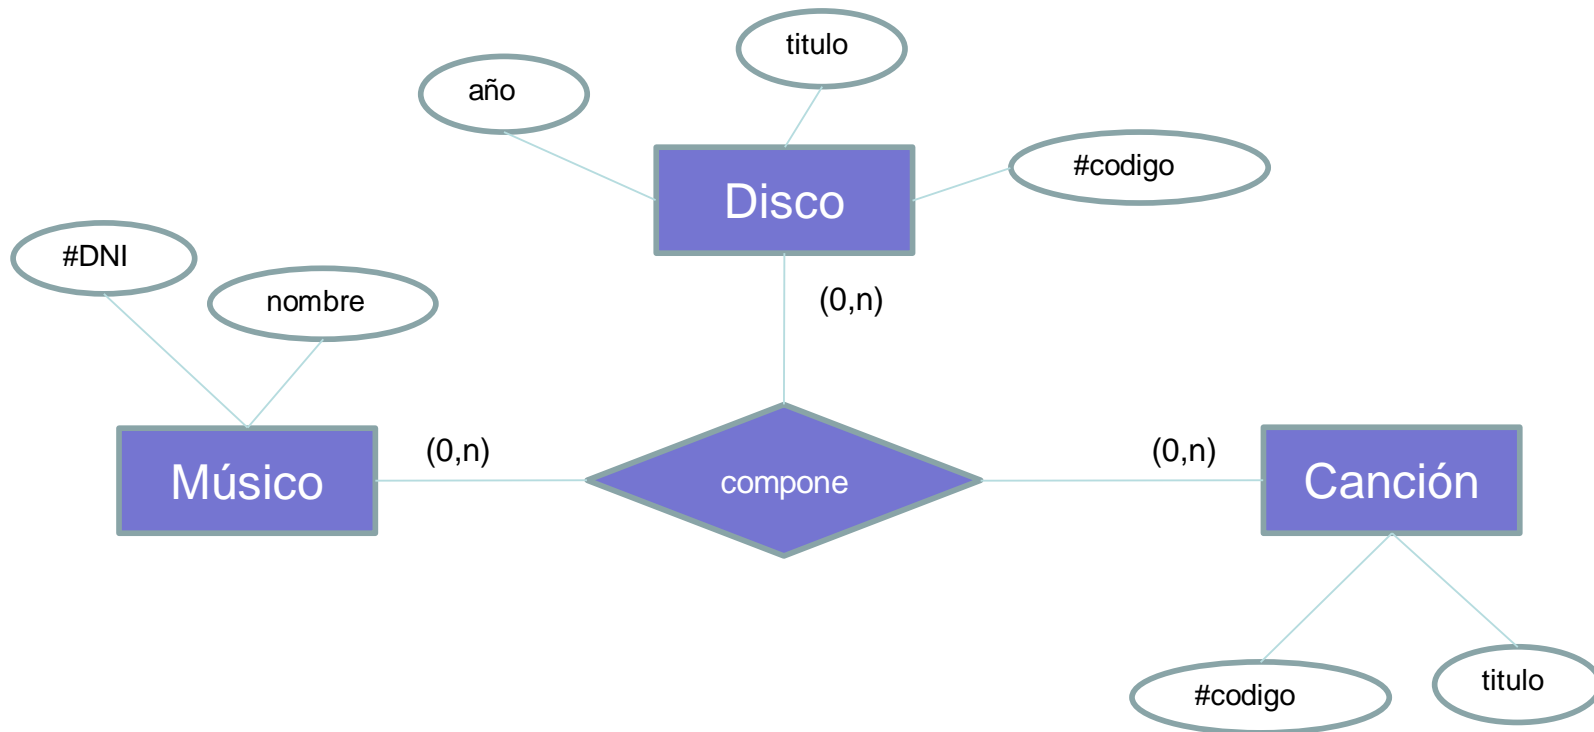 titulo
año
#codigo
Disco
#DNI
nombre
(0,n)
(0,n)
(0,n)
Músico
compone
Canción
#codigo
titulo